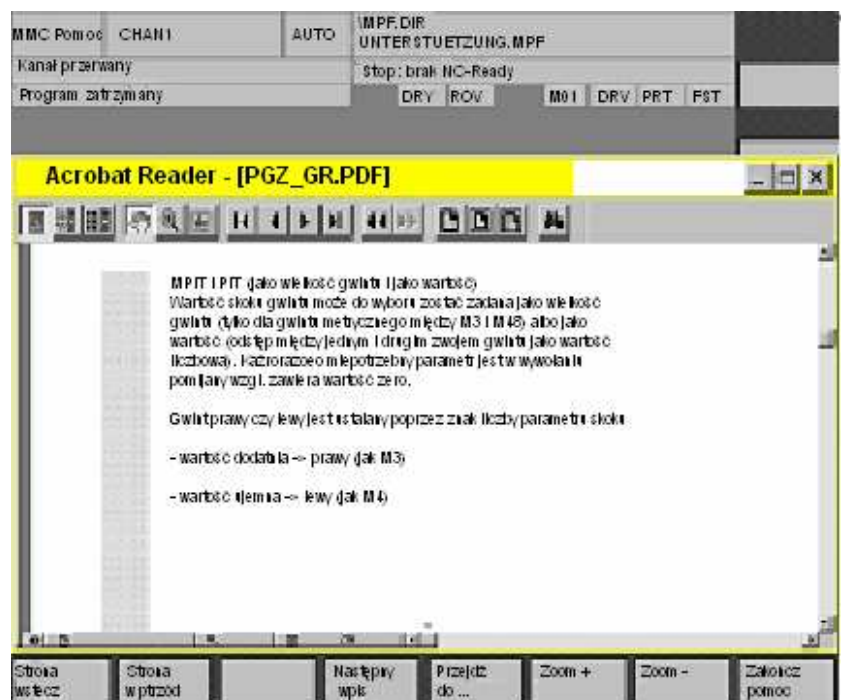 MMC Pomoc CHAN1 AUTO \MPF.DIR
UNTERSTUETZUNG.MPF
Kanał przerwany Stop: brak NC-Ready
Program zatrzymany DRY ROV M01 DRV PRT FST
Acrobat Reader - [PGZ_GR.PDF]
MPIT I PIT (jako wielkość gwintu i jako wartość)
Wartość skoku gwintu może do wyboru zostać zadana jako wielkość
gwintu (tylko dla gwintu metrycznego między M3 i M48) albo jako
wartość (odstęp między jednym i drugim zwojem gwintu jako wartość
liczbowa). niepotrzebny parametr jest w wywołaniu
pomijany wzgl. zawiera wartość zero.
Gwint prawy czy lewy jest ustalany poprzez znak liczby parametru skoku
- wartość dodatnia -> prawy (jak M3)
- wartość ujemna -> lewy (jak M4)
Strona
wstecz
Strona
w ptrzód
Następny
wpis
Przejdź
do ...
Zoom +
Zoom -
Zakończ
pomoc